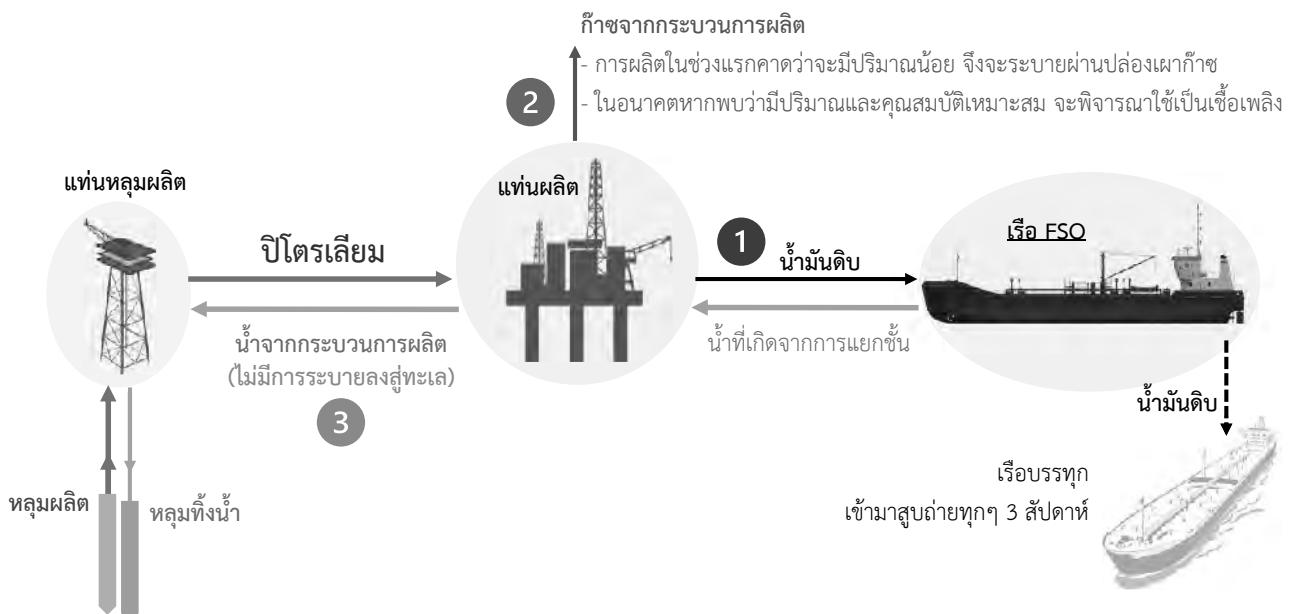 ก๊าซจากกระบวนการผลิต
- การผลิตในช่วงแรกคาดว่าจะมีปริมาณน้อย จึงจะระบายผ่านปล่องเผาก๊าซ
- ในอนาคตหากพบว่ามีปริมาณและคุณสมบัติเหมาะสม จะพิจารณาใช้เป็นเชื้อเพลิง
2
แท่นหลุมผลิต
แท่นผลิต
เรือ FSO
ปิโตรเลียม
1
น้ำมันดิบ
น้ำจากกระบวนการผลิต
(ไม่มีการระบายลงสู่ทะเล)
3
น้ำที่เกิดจากการแยกชั้น
น้ำมันดิบ
เรือบรรทุก
เข้ามาสูบถ่ายทุกๆ 3 สัปดาห์
หลุมผลิต
หลุมทิ้งน้ำ